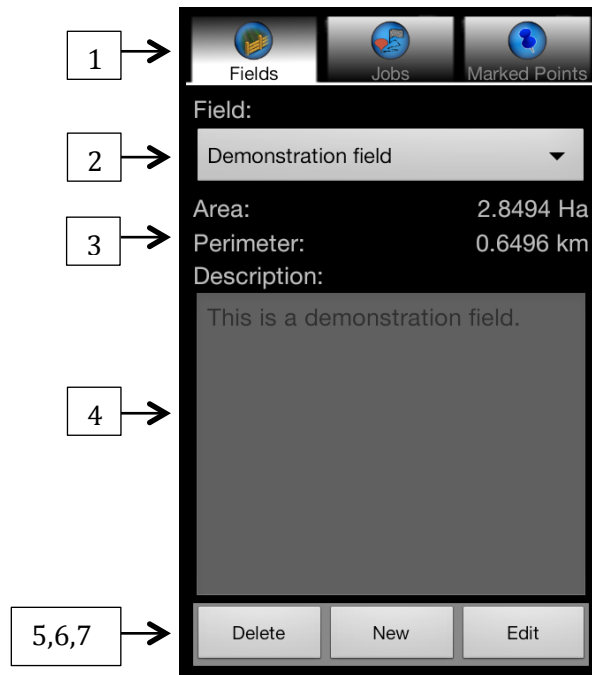 1
Fields Jobs Marked Points
Field:
2
Demonstration field
Area: 2.8494 Ha
3
Perimeter: 0.6496 km
Description:
This is a demonstration field.
4
5,6,7
Delete New Edit